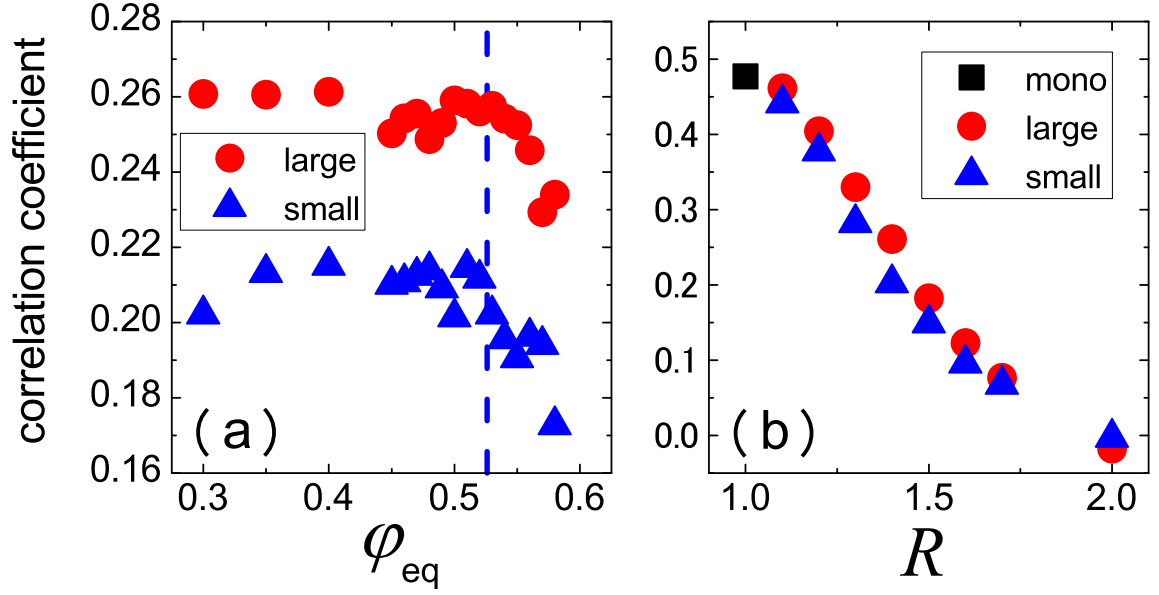 correlation coefficient
0.28
0.26
0.24
0.22
0.20
0.18
0.16
large
small
(a)
0.3 0.4 0.5 0.6
φeq
0.5
0.4
0.3
0.2
0.1
0.0
mono
large
small
(b)
1.0 1.5 2.0
R